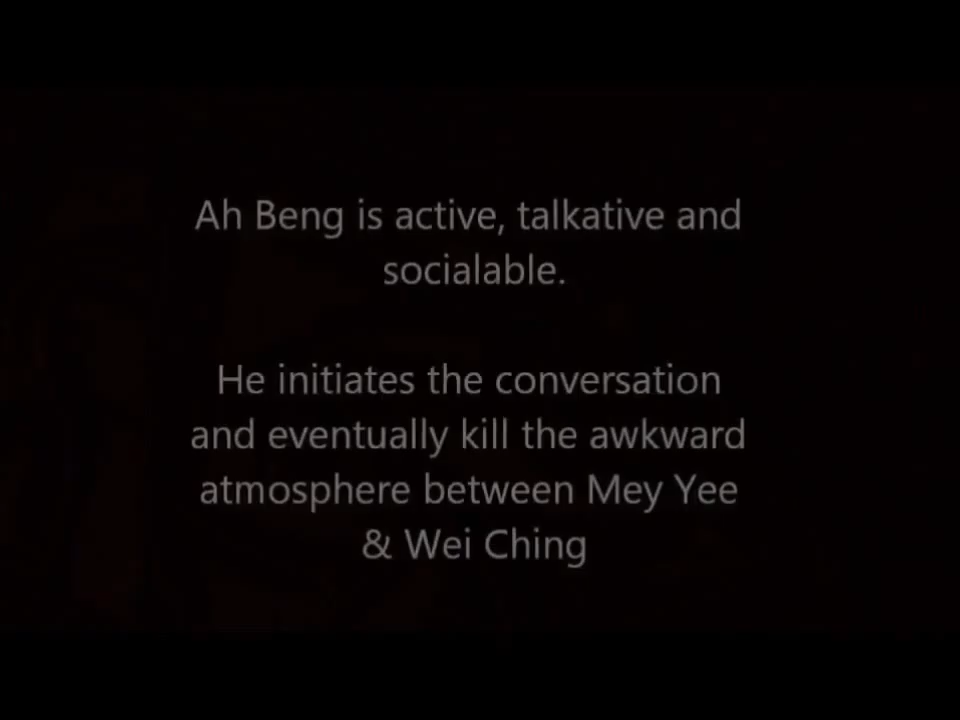 Ah Beng is active, talkative and
socialable.
He initiates the conversation
and eventually kill the awkward
atmosphere between Mey Yee
& Wei Ching